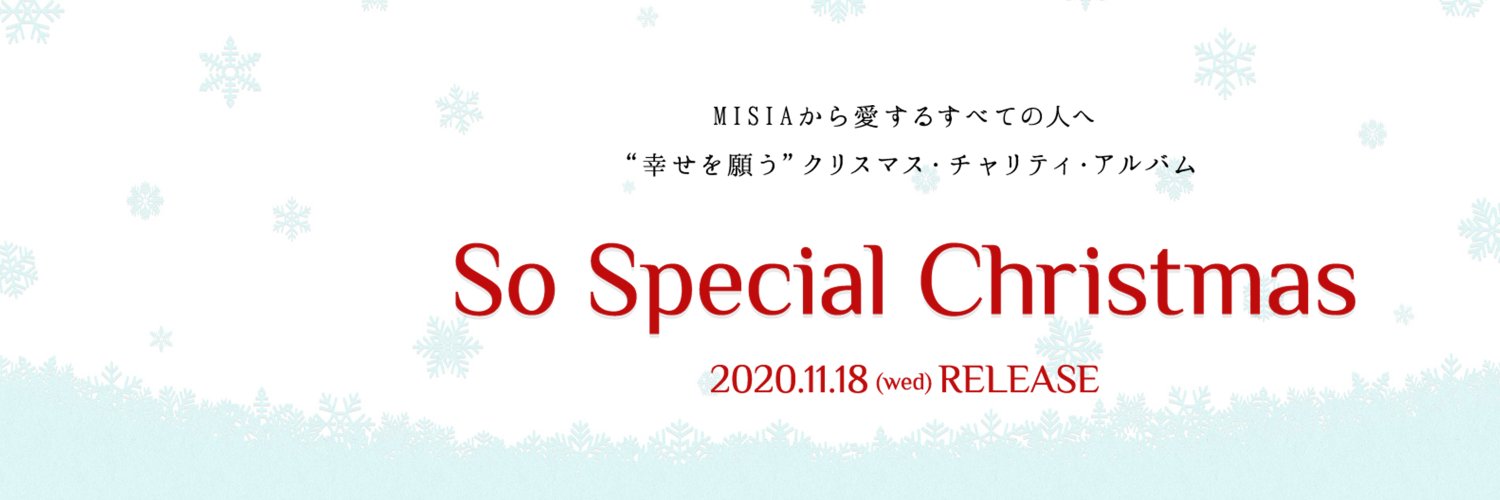 MISIAから愛するすべての人へ
“幸せを願う”クリスマス・チャリティ・アルバム
So Special Christmas
2020.11.18 (wed) RELEASE